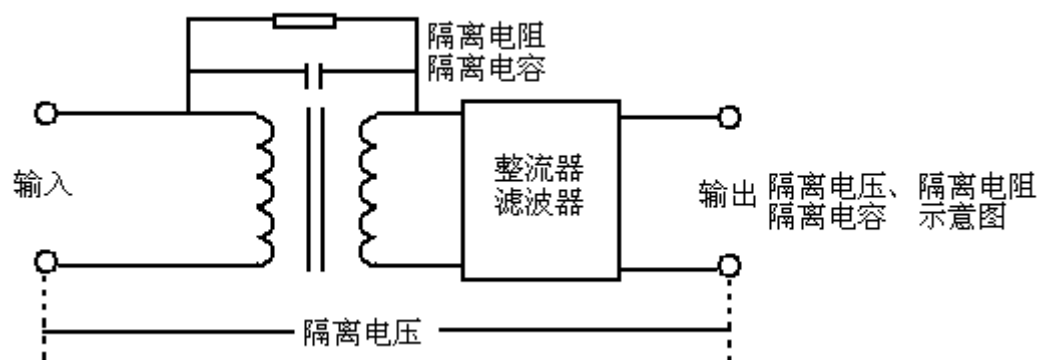 隔离电阻
隔离电容
输入
整流器
滤波器
输出
隔离电压、隔离电阻
隔离电容 示意图
隔离电压